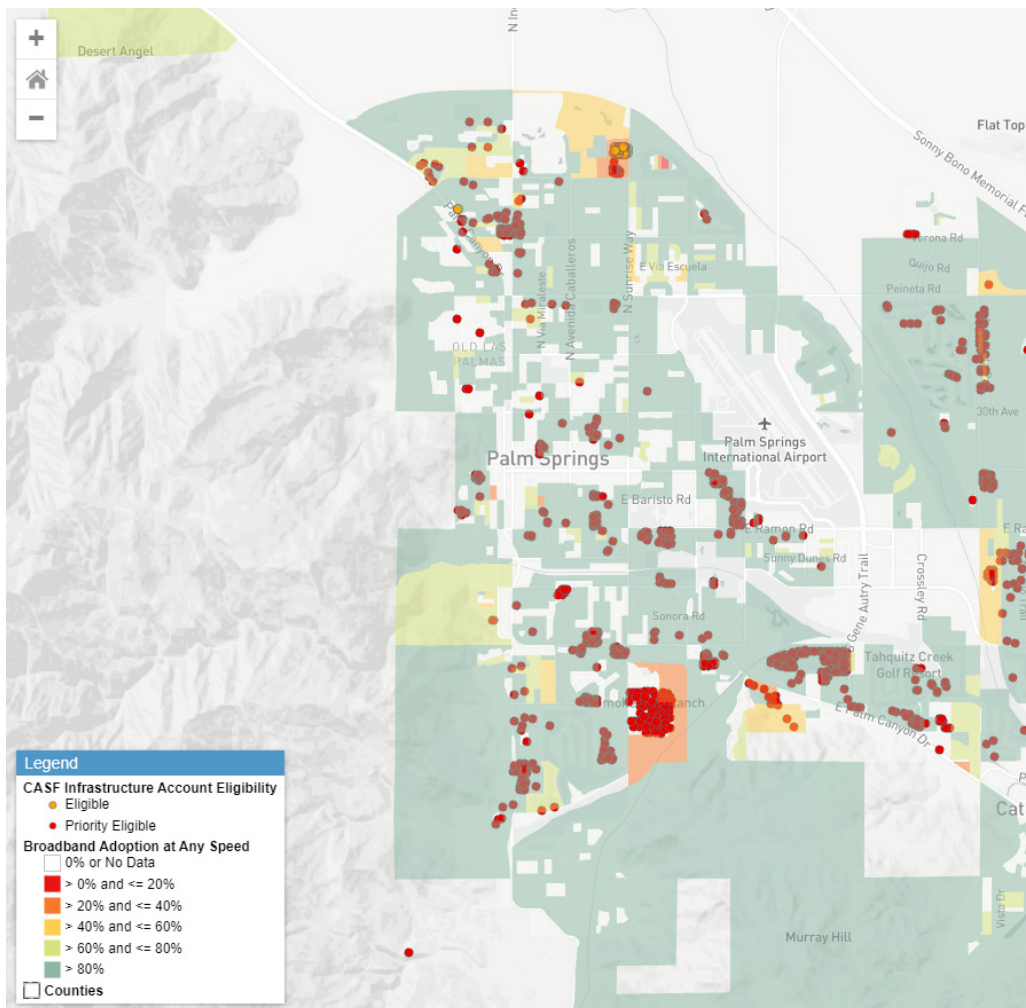 +
−
Desert Angel
Flat Top
Sonny Bono Memorial
Verona Rd
Quijo Rd
E Via Escuela
Peineta Rd
N Sunrise Way
N Avenida Caballeros
N Via Miraleste
OLD LAS
PALMAS
30th Ave
Palm Springs
International Airport
Palm Springs
E Baristo Rd
E Ramon Rd
Sunny Dunes Rd
Crossley Rd
S Gene Autry Trail
Sonora Rd
Tahquitz Creek
Golf Resort
E Palm Canyon Dr
Murray Hill
Vista Dr
Legend
CASF Infrastructure Account Eligibility
Eligible
Priority Eligible
Broadband Adoption at Any Speed
0% or No Data
> 0% and <= 20%
> 20% and <= 40%
> 40% and <= 60%
> 60% and <= 80%
> 80%
Counties